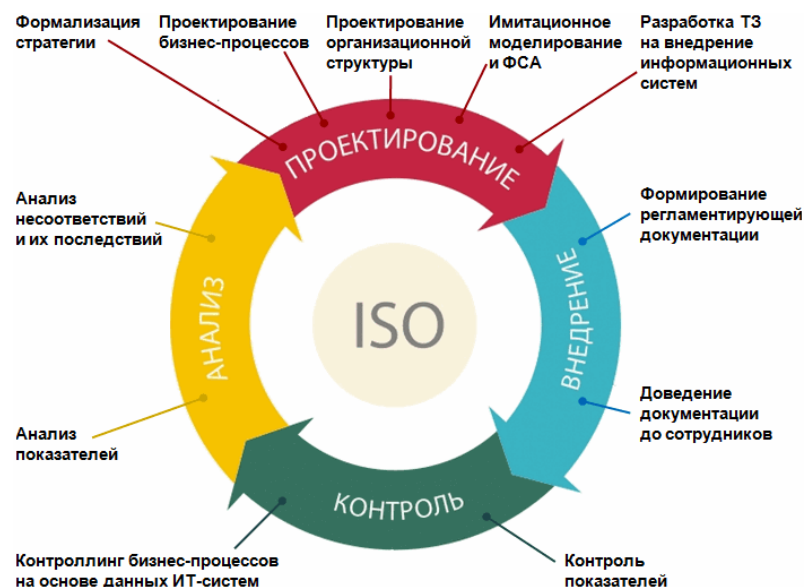 Формализация
стратегии
Проектирование
бизнес-процессов
Проектирование
организационной
структуры
Имитационное
моделирование
и ФСА
Разработка ТЗ
на внедрение
информационных
систем
ПРОЕКТИРОВАНИЕ
Анализ
несоответствий
и их последствий
Формирование
регламентирующей
документации
АНАЛИЗ
ISO
ВНЕДРЕНИЕ
Анализ
показателей
Доведение
документации
до сотрудников
КОНТРОЛЬ
Контроллинг бизнес-процессов
на основе данных ИТ-систем
Контроль
показателей